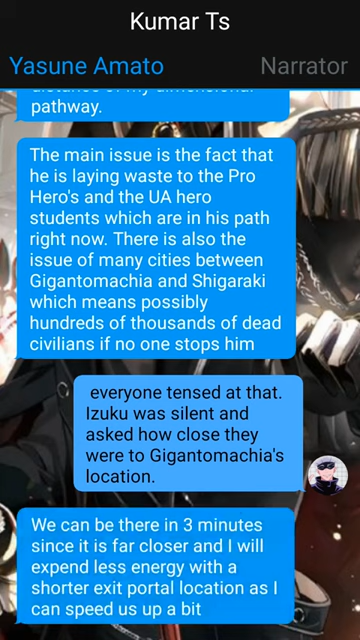 Kumar Ts
Yasune Amato
Narrator
distance of my dimensional
pathway.
The main issue is the fact that
he is laying waste to the Pro
Hero's and the UA hero
students which are in his path
right now. There is also the
issue of many cities between
Gigantomachia and Shigaraki
which means possibly
hundreds of thousands of dead
civilians if no one stops him
everyone tensed at that.
Izuku was silent and
asked how close they
were to Gigantomachia's
location.
We can be there in 3 minutes
since it is far closer and I will
expend less energy with a
shorter exit portal location as I
can speed us up a bit